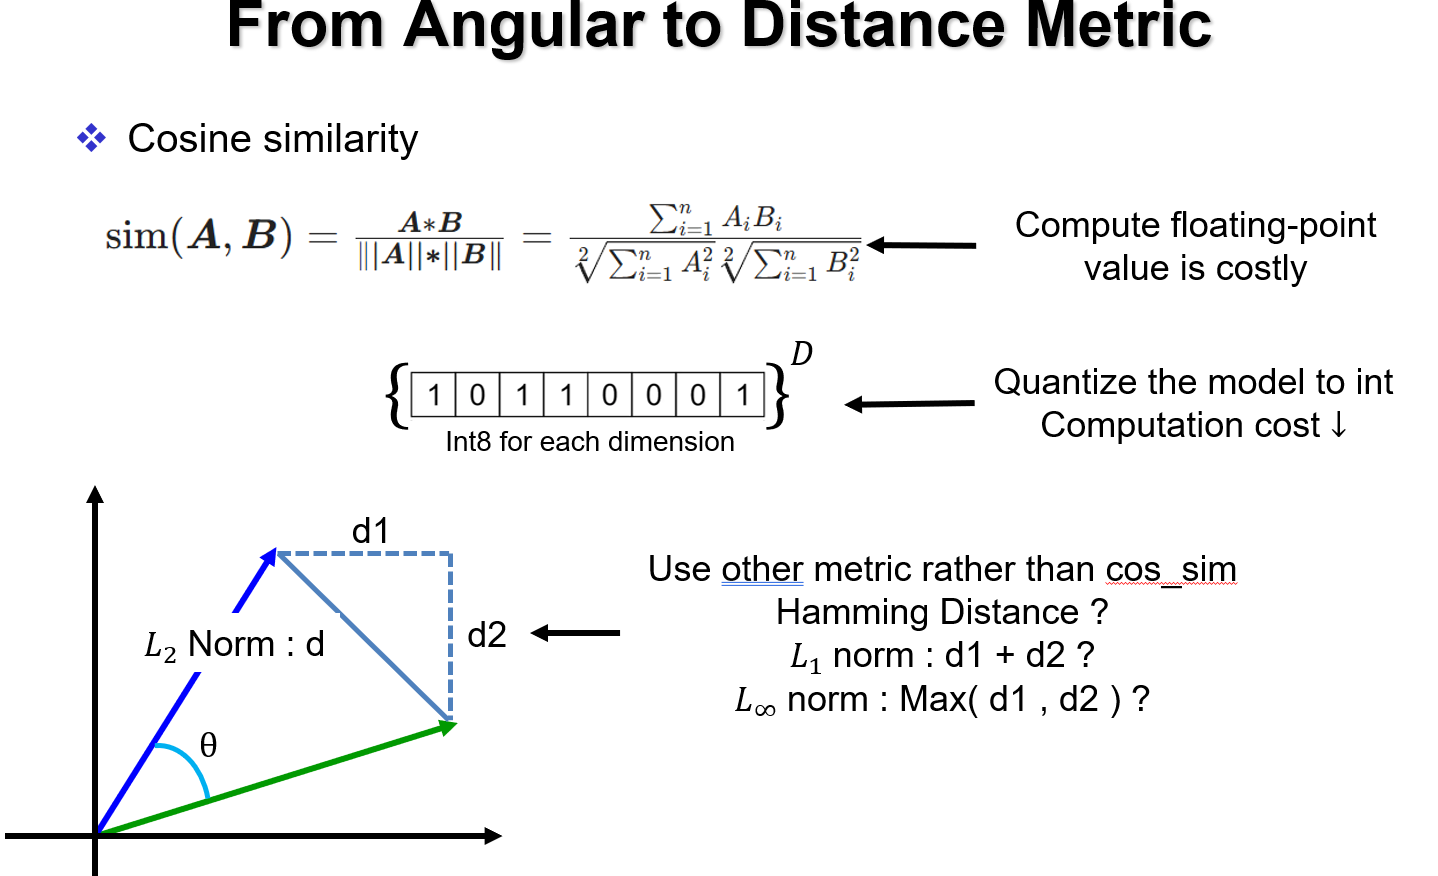 From Angular to Distance Metric
❖ Cosine similarity
sim(A, B) = A∗B / |||A||∗||B|| = ∑ⁿᵢ₌₁ AᵢBᵢ / ²√∑ⁿᵢ₌₁ Aᵢ² ²√∑ⁿᵢ₌₁ Bᵢ²
Compute floating-point
value is costly
{ 1 0 1 1 0 0 0 1 }ᴰ
Int8 for each dimension
Quantize the model to int
Computation cost ↓
d1
L₂ Norm : d
d2
θ
Use other metric rather than cos_sim
Hamming Distance ?
L₁ norm : d1 + d2 ?
L∞ norm : Max( d1 , d2 ) ?